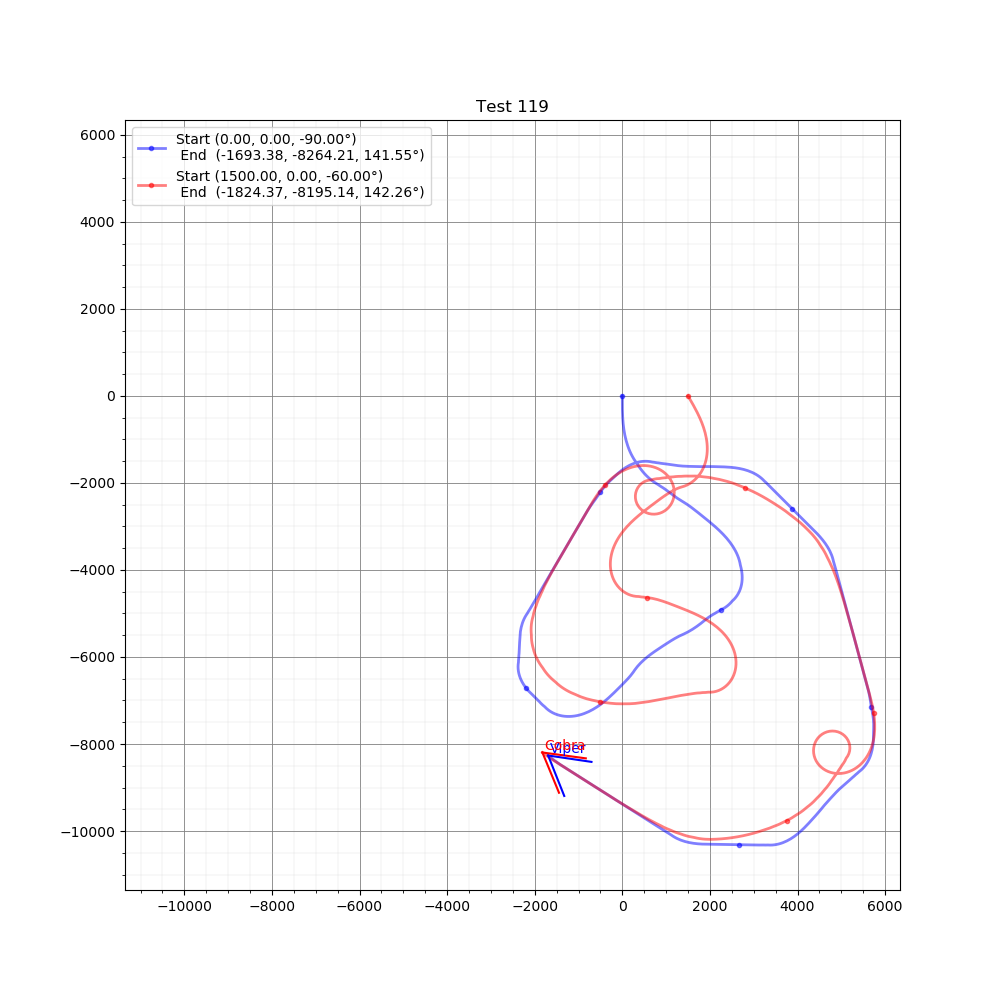 Test 119
Start (0.00, 0.00, -90.00°)
End (-1693.38, -8264.21, 141.55°)
Start (1500.00, 0.00, -60.00°)
End (-1824.37, -8195.14, 142.26°)
6000
4000
2000
0
−2000
−4000
−6000
−8000
−10000
Cobra
Viper
−10000 −8000 −6000 −4000 −2000 0 2000 4000 6000